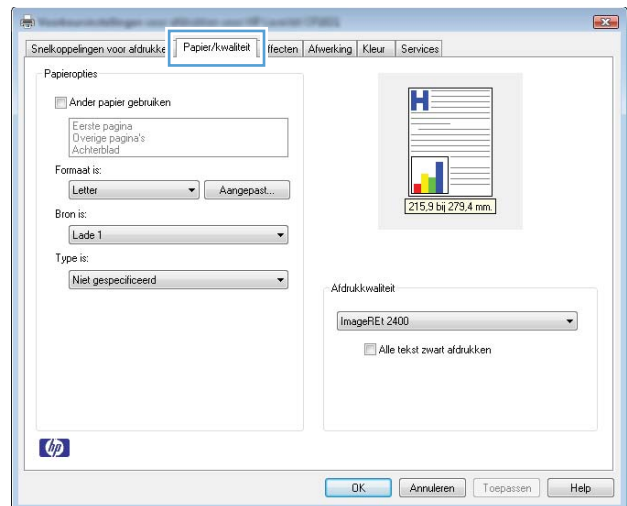 Snelkoppelingen voor afdrukke Papier/kwaliteit ffecten Afwerking Kleur Services
Papieropties
Ander papier gebruiken
Eerste pagina
Overige pagina's
Achterblad
Formaat is:
Letter Aangepast...
Bron is:
Lade 1
Type is:
Niet gespecificeerd
H
215,9 bij 279,4 mm.
Afdrukkwaliteit
ImageREt 2400
Alle tekst zwart afdrukken
hp
OK Annuleren Toepassen Help